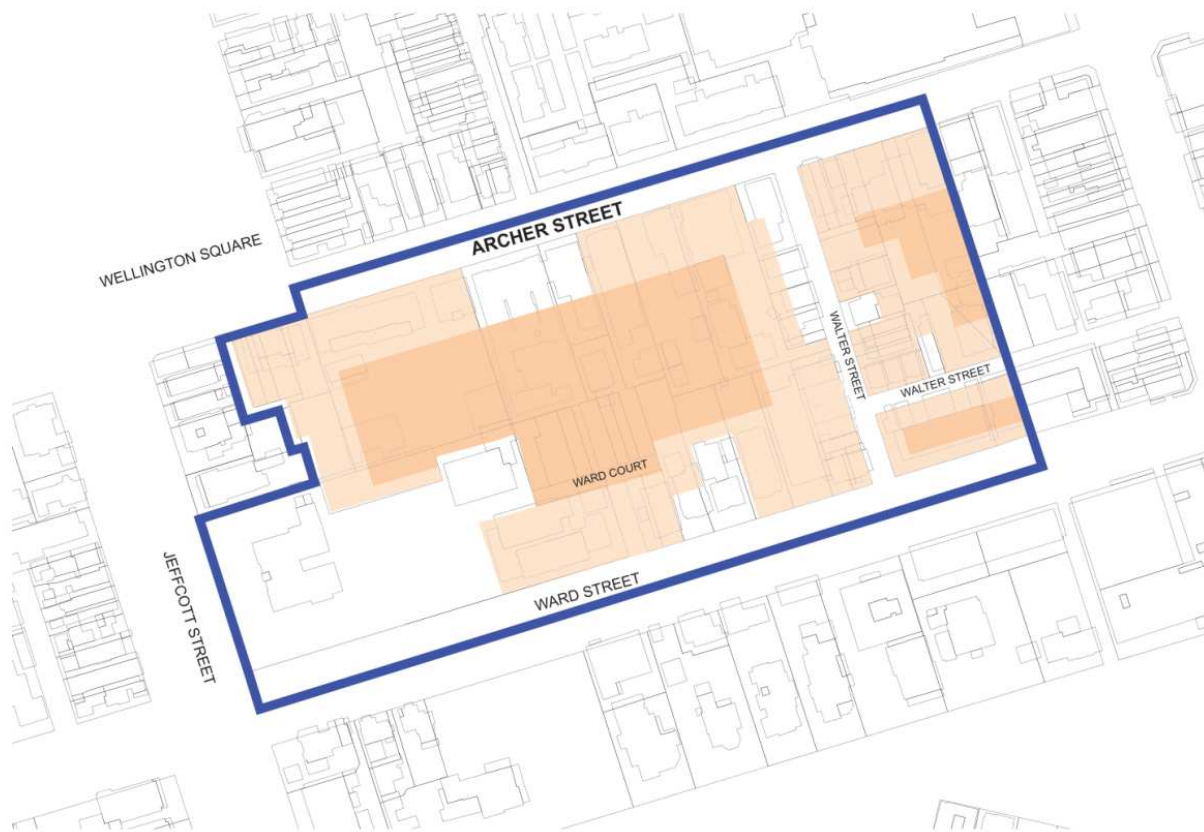 ARCHER STREET
WELLINGTON SQUARE
WALTER STREET
WALTER STREET
WARD COURT
WARD STREET
JEFFCOTT STREET